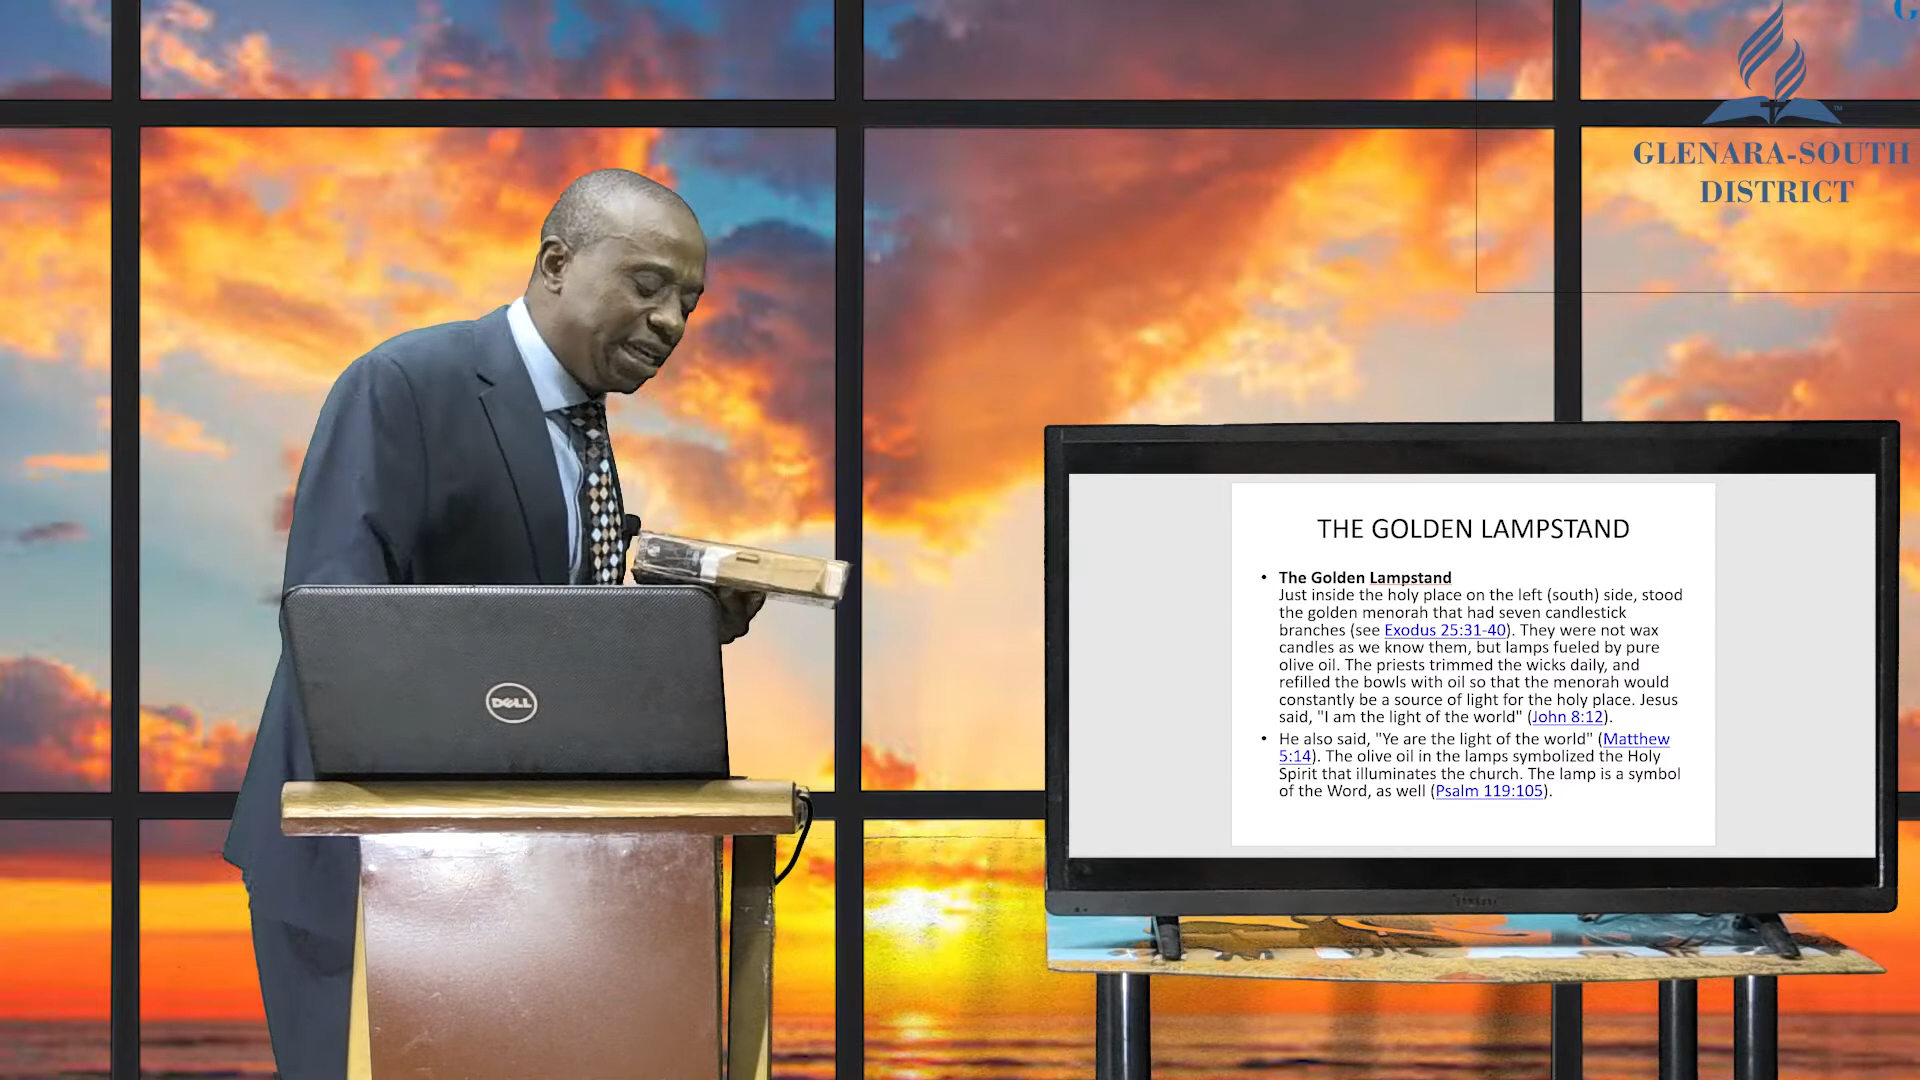 G
GLENARA-SOUTH
DISTRICT
THE GOLDEN LAMPSTAND
• The Golden Lampstand
Just inside the holy place on the left (south) side, stood
the golden menorah that had seven candlestick
branches (see Exodus 25:31-40). They were not wax
candles as we know them, but lamps fueled by pure
olive oil. The priests trimmed the wicks daily, and
refilled the bowls with oil so that the menorah would
constantly be a source of light for the holy place. Jesus
said, "I am the light of the world" (John 8:12).
• He also said, "Ye are the light of the world" (Matthew
5:14). The olive oil in the lamps symbolized the Holy
Spirit that illuminates the church. The lamp is a symbol
of the Word, as well (Psalm 119:105).
DELL